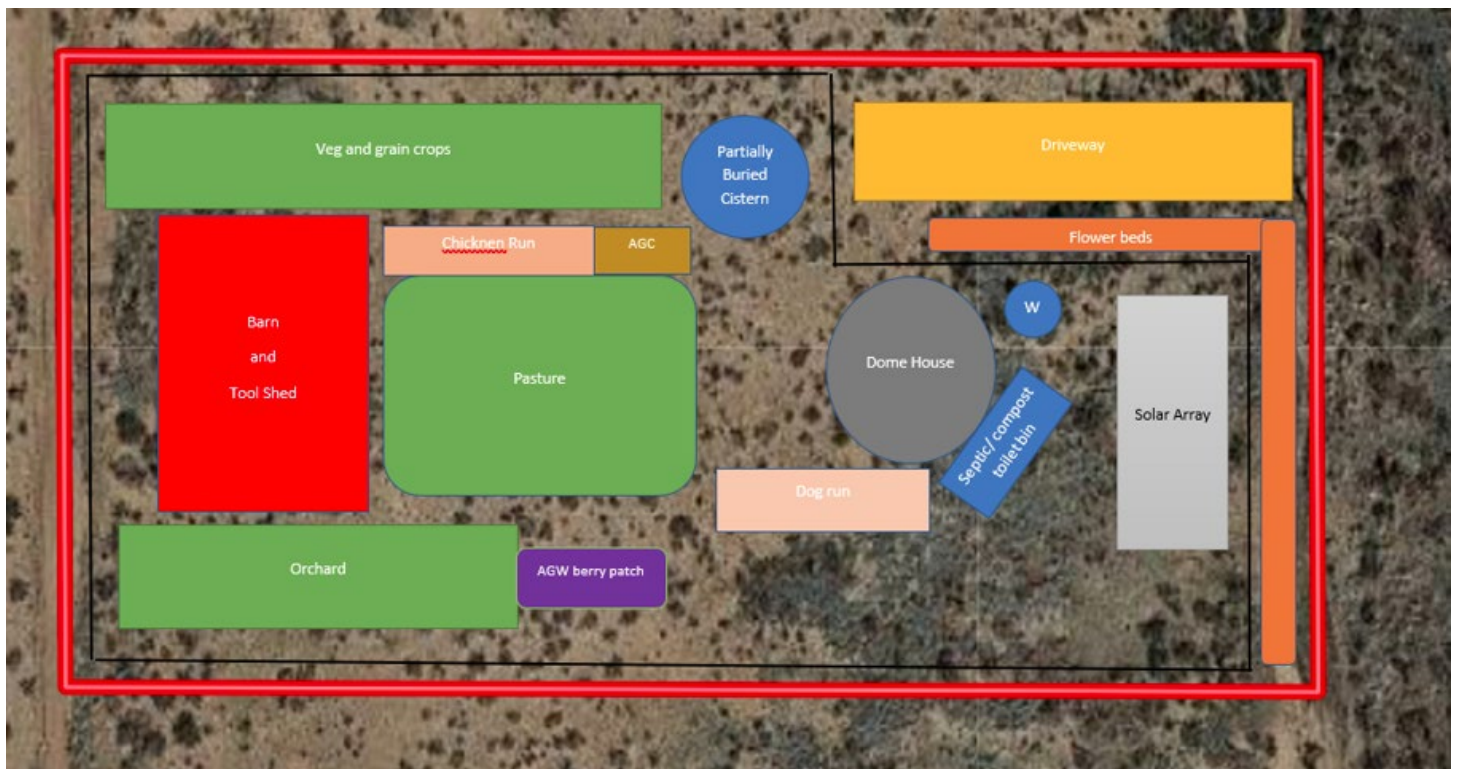 Veg and grain crops
Partially
Buried
Cistern
Driveway
Chicknen Run
AGC
Flower beds
Barn
and
Tool Shed
Pasture
Dome House
W
Septic/ compost
toilet bin
Solar Array
Dog run
Orchard
AGW berry patch